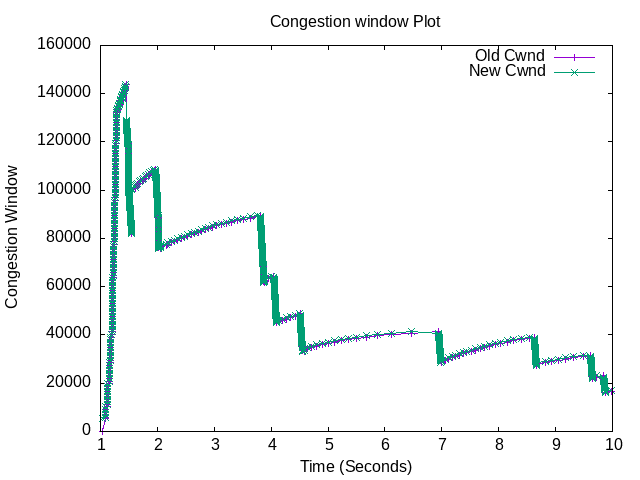 Congestion window Plot
Old Cwnd
New Cwnd
160000
140000
120000
100000
80000
60000
40000
20000
0
Congestion Window
1 2 3 4 5 6 7 8 9 10
Time (Seconds)